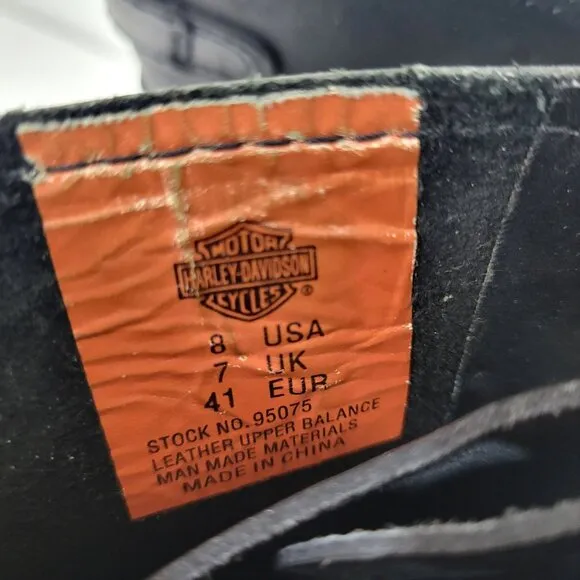 MOTOR
HARLEY-DAVIDSON
CYCLES®
8 USA
7 UK
41 EUR
STOCK NO. 95075
LEATHER UPPER BALANCE
MAN MADE MATERIALS
MADE IN CHINA